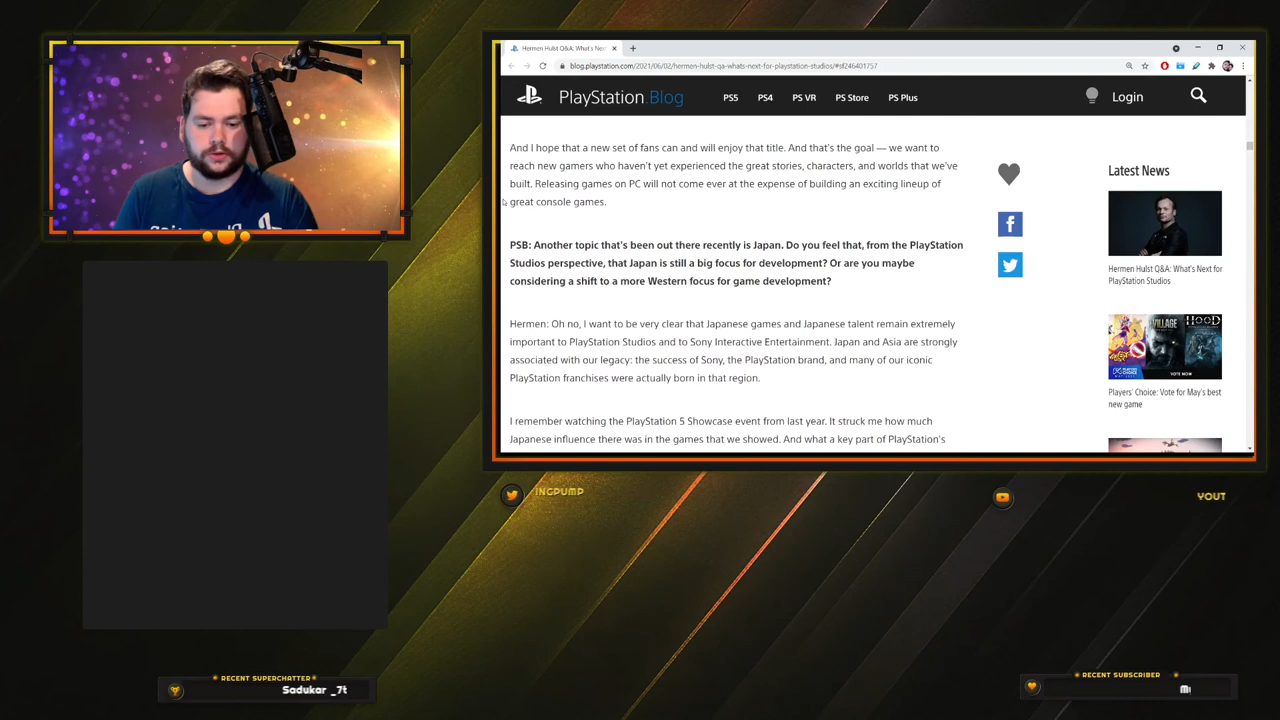 Hermen Hulst Q&A: What's Nex
blog.playstation.com/2021/06/02/hermen-hulst-qa-whats-next-for-playstation-studios/#sf246401757
PlayStation.Blog
PS5
PS4
PS VR
PS Store
PS Plus
Login
And I hope that a new set of fans can and will enjoy that title. And that's the goal — we want to
reach new gamers who haven't yet experienced the great stories, characters, and worlds that we've
built. Releasing games on PC will not come ever at the expense of building an exciting lineup of
great console games.
PSB: Another topic that's been out there recently is Japan. Do you feel that, from the PlayStation
Studios perspective, that Japan is still a big focus for development? Or are you maybe
considering a shift to a more Western focus for game development?
Hermen: Oh no, I want to be very clear that Japanese games and Japanese talent remain extremely
important to PlayStation Studios and to Sony Interactive Entertainment. Japan and Asia are strongly
associated with our legacy: the success of Sony, the PlayStation brand, and many of our iconic
PlayStation franchises were actually born in that region.
I remember watching the PlayStation 5 Showcase event from last year. It struck me how much
Japanese influence there was in the games that we showed. And what a key part of PlayStation's
Latest News
Hermen Hulst Q&A: What's Next for
PlayStation Studios
VILLAGE
HOOD
VOTE NOW
Players' Choice: Vote for May's best
new game
INGPUMP
YOUT
RECENT SUPERCHATTER
Sadukar _7t
RECENT SUBSCRIBER